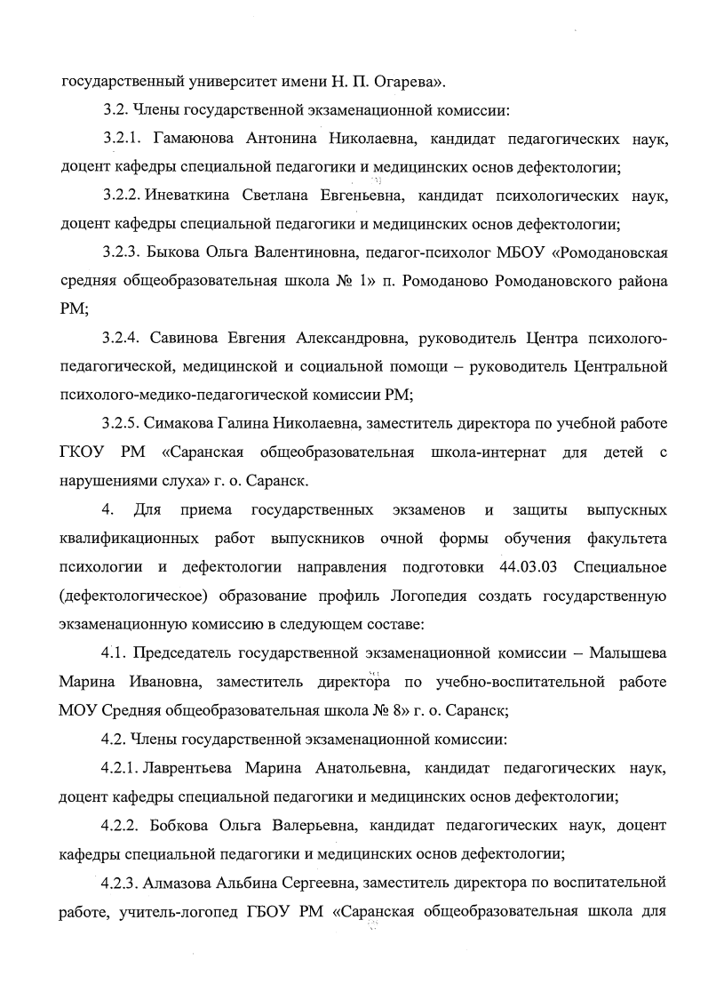 государственный университет имени Н. П. Огарева».
3.2. Члены государственной экзаменационной комиссии:
3.2.1. Гамаюнова Антонина Николаевна, кандидат педагогических наук,
доцент кафедры специальной педагогики и медицинских основ дефектологии;
3.2.2. Иневаткина Светлана Евгеньевна, кандидат психологических наук,
доцент кафедры специальной педагогики и медицинских основ дефектологии;
3.2.3. Быкова Ольга Валентиновна, педагог-психолог МБОУ «Ромодановская
средняя общеобразовательная школа № 1» п. Ромоданово Ромодановского района
РМ;
3.2.4. Савинова Евгения Александровна, руководитель Центра психолого-
педагогической, медицинской и социальной помощи – руководитель Центральной
психолого-медико-педагогической комиссии РМ;
3.2.5. Симакова Галина Николаевна, заместитель директора по учебной работе
ГКОУ РМ «Саранская общеобразовательная школа-интернат для детей с
нарушениями слуха» г. о. Саранск.
4. Для приема государственных экзаменов и защиты выпускных
квалификационных работ выпускников очной формы обучения факультета
психологии и дефектологии направления подготовки 44.03.03 Специальное
(дефектологическое) образование профиль Логопедия создать государственную
экзаменационную комиссию в следующем составе:
4.1. Председатель государственной экзаменационной комиссии – Малышева
Марина Ивановна, заместитель директора по учебно-воспитательной работе
МОУ Средняя общеобразовательная школа № 8» г. о. Саранск;
4.2. Члены государственной экзаменационной комиссии:
4.2.1. Лаврентьева Марина Анатольевна, кандидат педагогических наук,
доцент кафедры специальной педагогики и медицинских основ дефектологии;
4.2.2. Бобкова Ольга Валерьевна, кандидат педагогических наук, доцент
кафедры специальной педагогики и медицинских основ дефектологии;
4.2.3. Алмазова Альбина Сергеевна, заместитель директора по воспитательной
работе, учитель-логопед ГБОУ РМ «Саранская общеобразовательная школа для